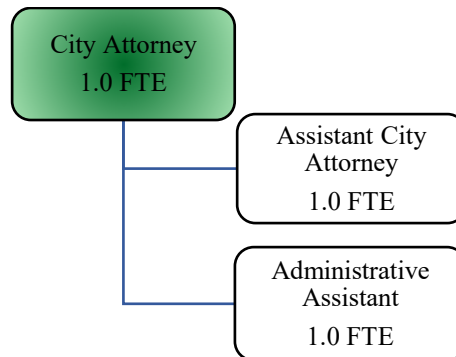 City Attorney
1.0 FTE
Assistant City
Attorney
1.0 FTE
Administrative
Assistant
1.0 FTE